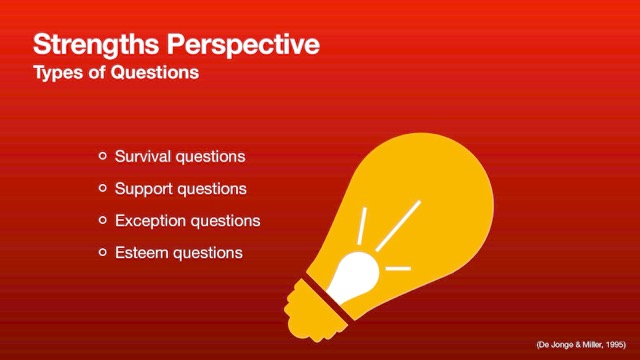 Strengths Perspective
Types of Questions
Survival questions
Support questions
Exception questions
Esteem questions
(De Jonge & Miller, 1995)